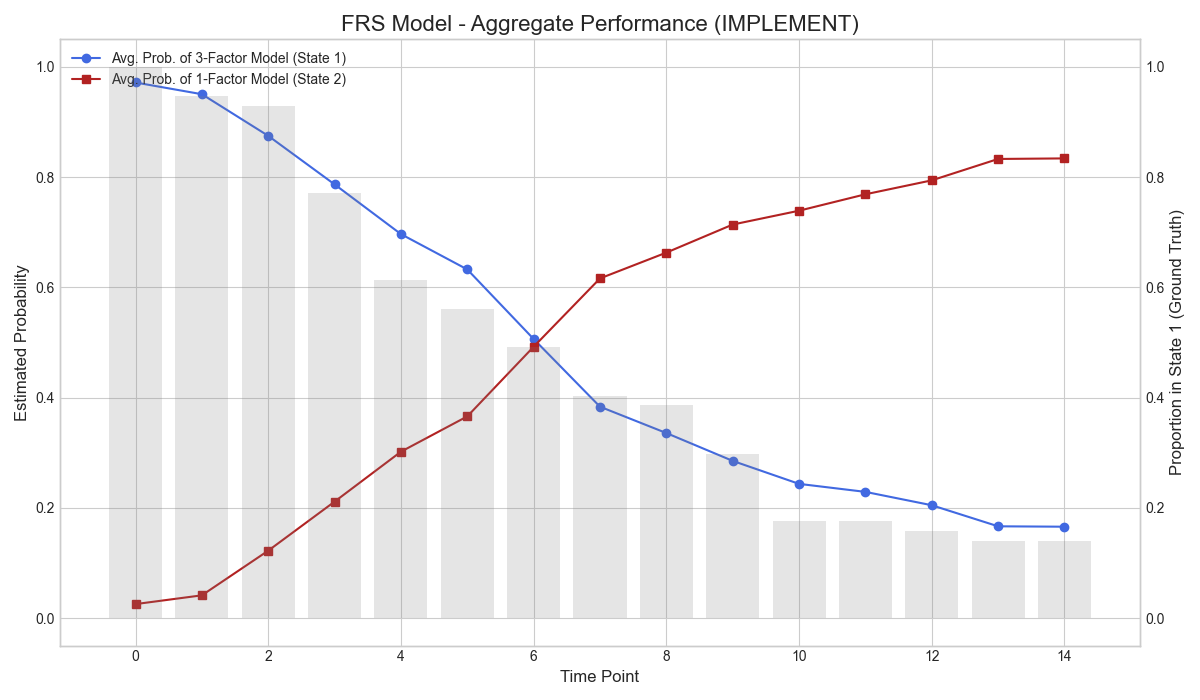 FRS Model - Aggregate Performance (IMPLEMENT)
Avg. Prob. of 3-Factor Model (State 1)
Avg. Prob. of 1-Factor Model (State 2)
Estimated Probability
1.0
0.8
0.6
0.4
0.2
0.0
1.0
0.8
0.6
0.4
0.2
0.0
Proportion in State 1 (Ground Truth)
0 2 4 6 8 10 12 14
Time Point